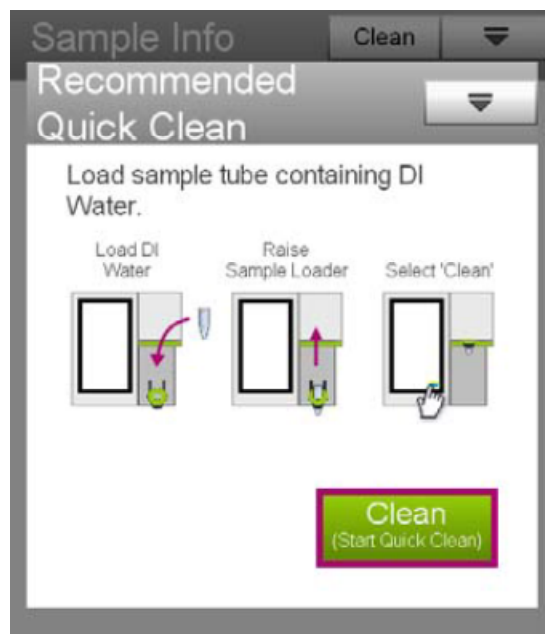 Sample Info
Clean
Recommended
Quick Clean
Load sample tube containing DI
Water.
Load DI
Water
Raise
Sample Loader
Select 'Clean'
Clean
(Start Quick Clean)